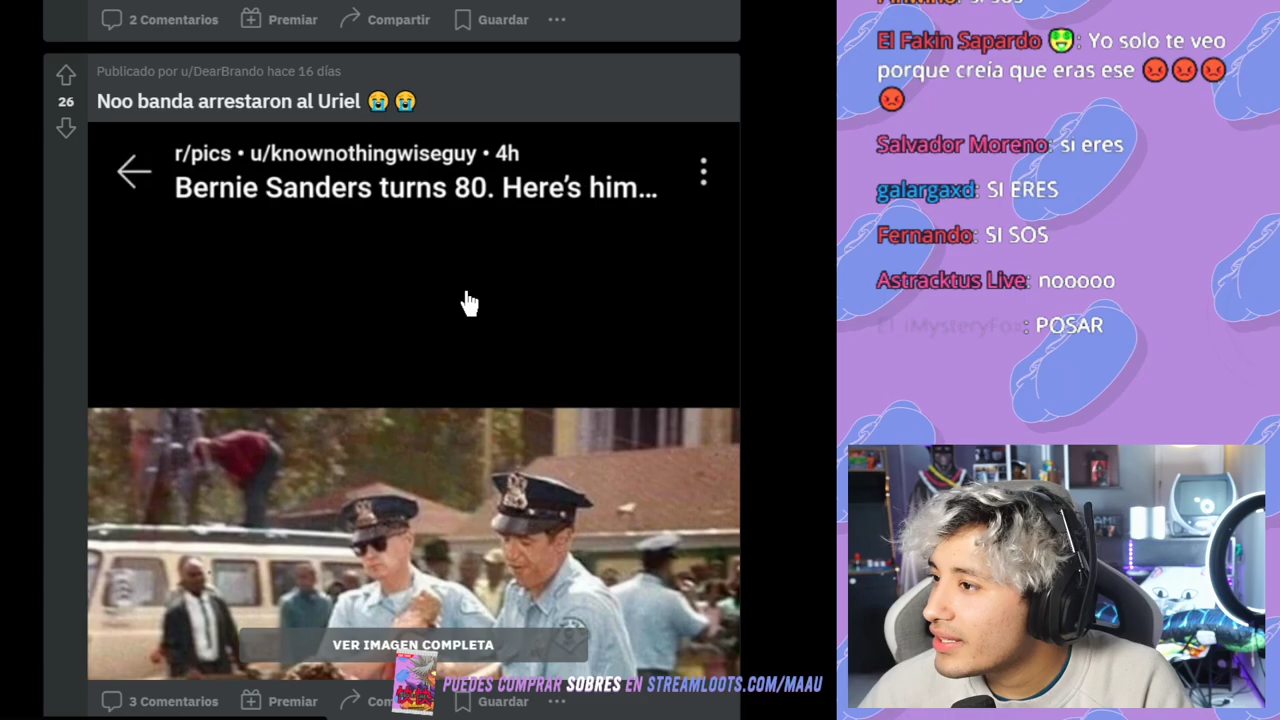 2 Comentarios Premiar Compartir Guardar
Publicado por u/DearBrando hace 16 días
26
Noo banda arrestaron al Uriel 😭 😭
r/pics • u/knownothingwiseguy • 4h
Bernie Sanders turns 80. Here's him...
VER IMAGEN COMPLETA
3 Comentarios Premiar Com Guardar
PUEDES COMPRAR SOBRES EN STREAMLOOTS.COM/MAAU
El Fakin Sapardo 🤑: Yo solo te veo
porque creía que eras ese 😡 😡 😡
😡
Salvador Moreno: si eres
galargaxd: SI ERES
Fernando: SI SOS
Astracktus Live: nooooo
El_iMysteryFox: POSAR